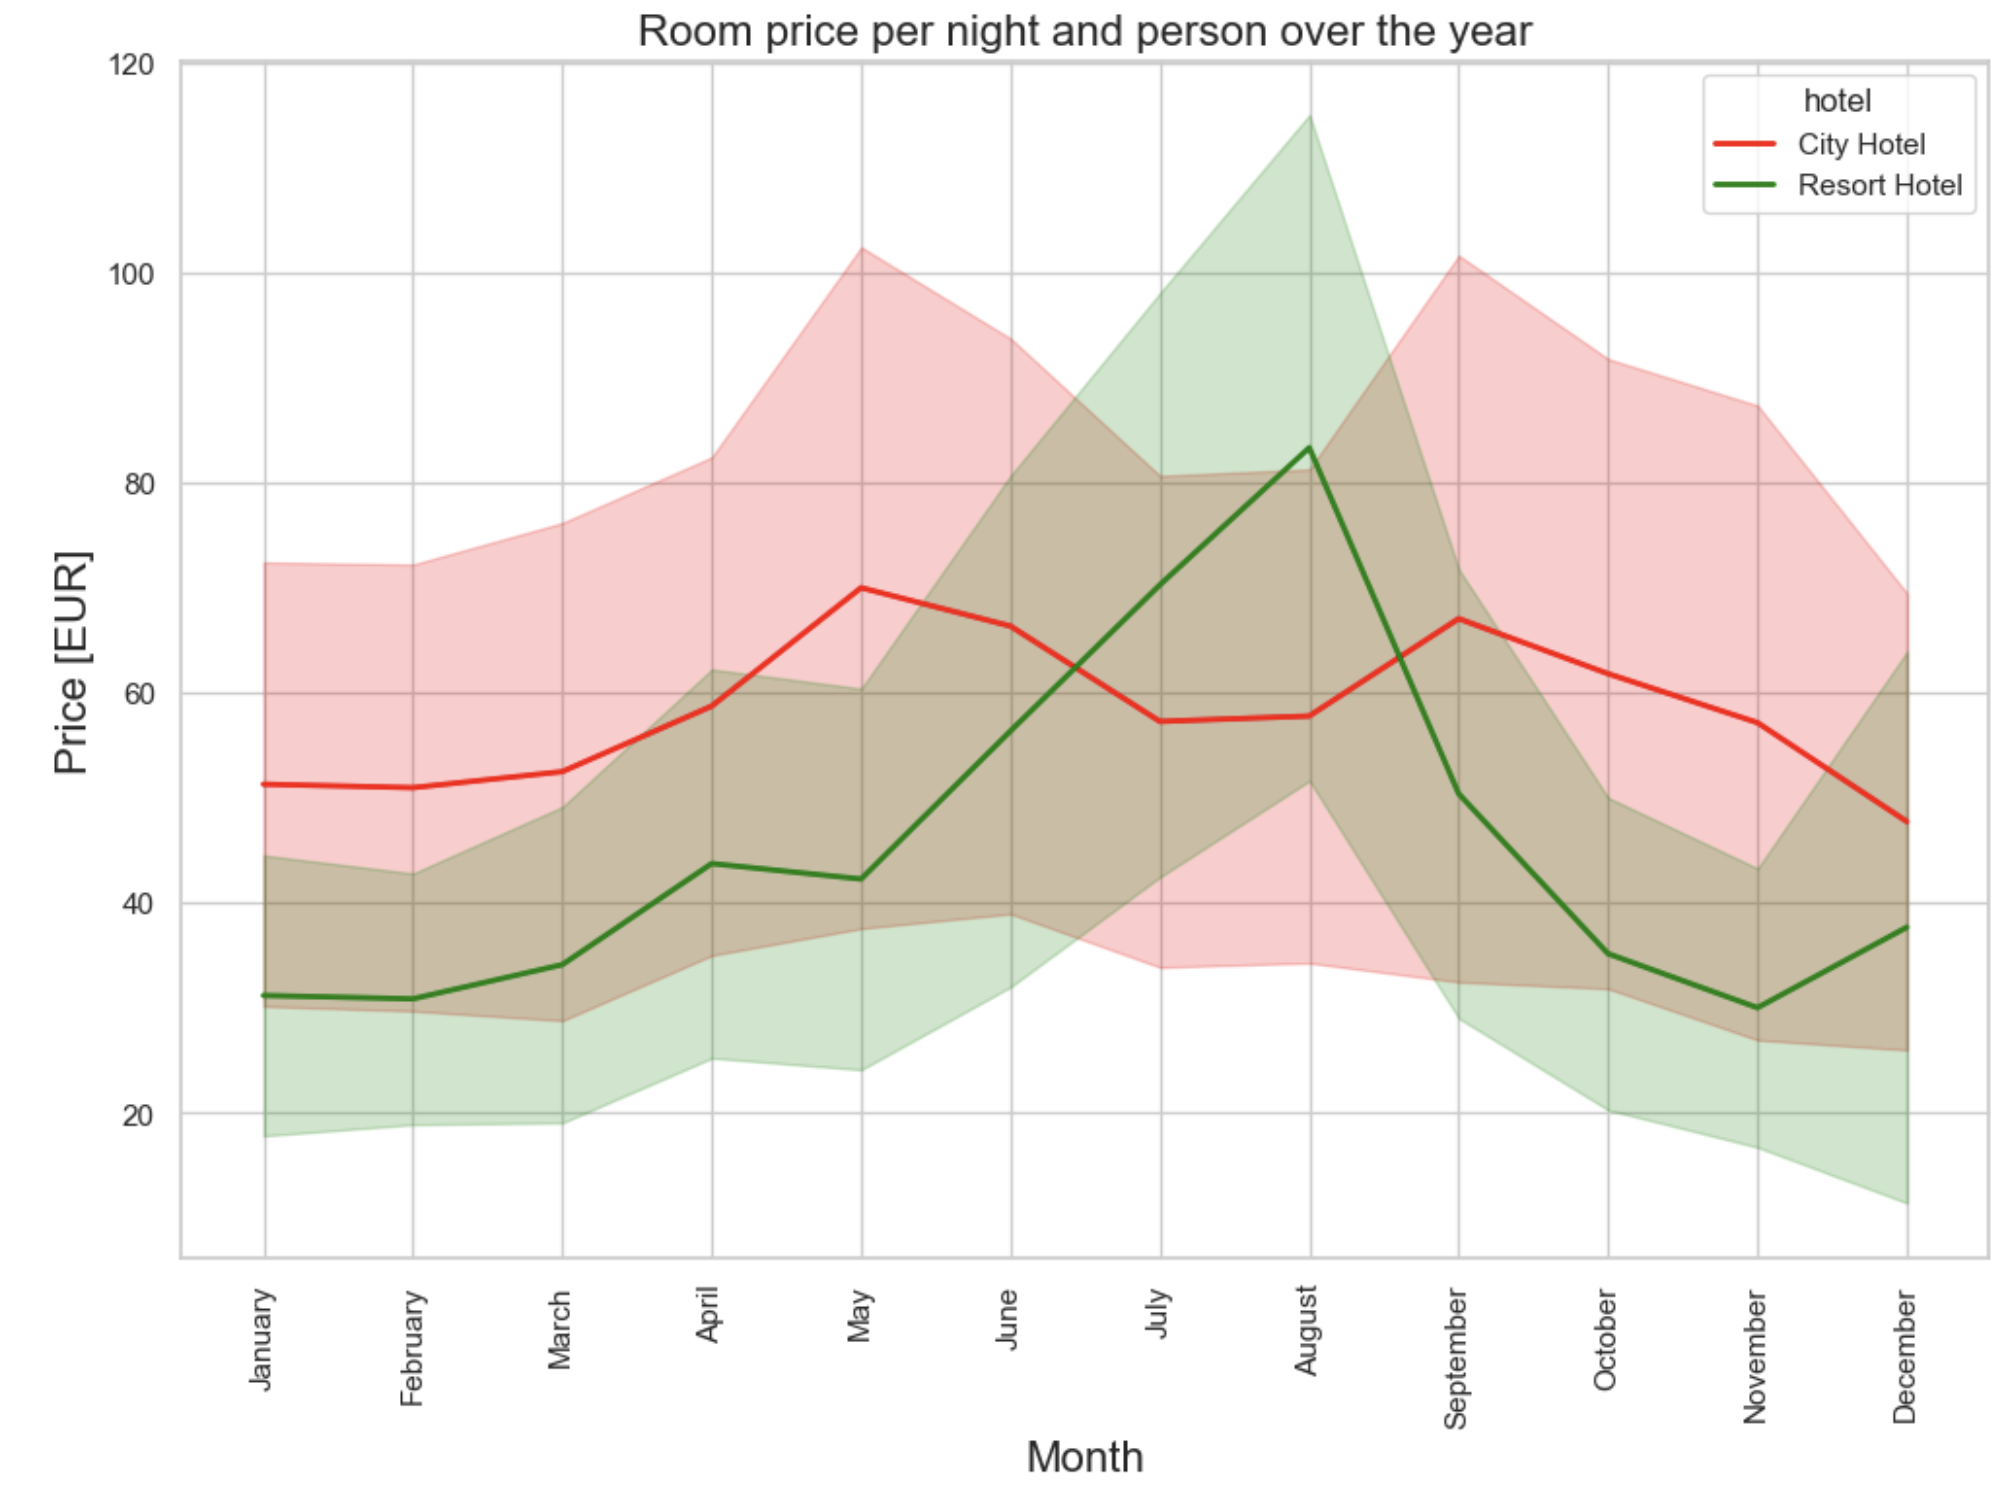 Room price per night and person over the year
120
100
80
60
40
20
Price [EUR]
hotel
City Hotel
Resort Hotel
January
February
March
April
May
June
July
August
September
October
November
December
Month